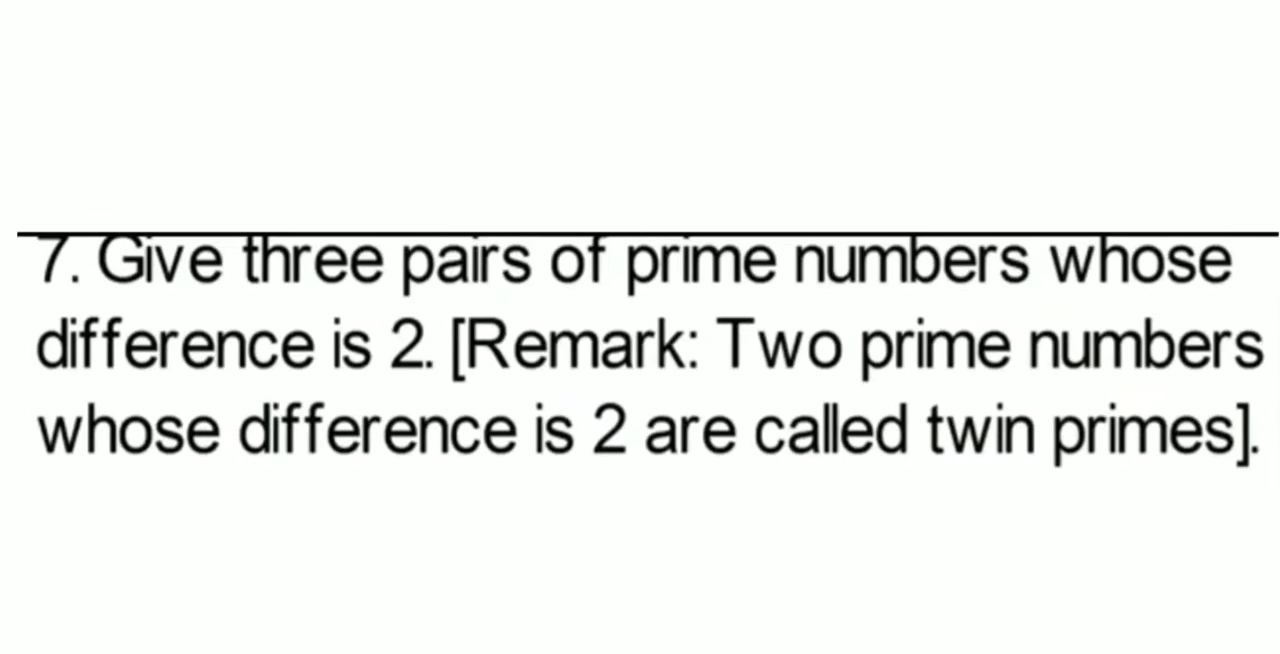 7. Give three pairs of prime numbers whose
difference is 2. [Remark: Two prime numbers
whose difference is 2 are called twin primes].